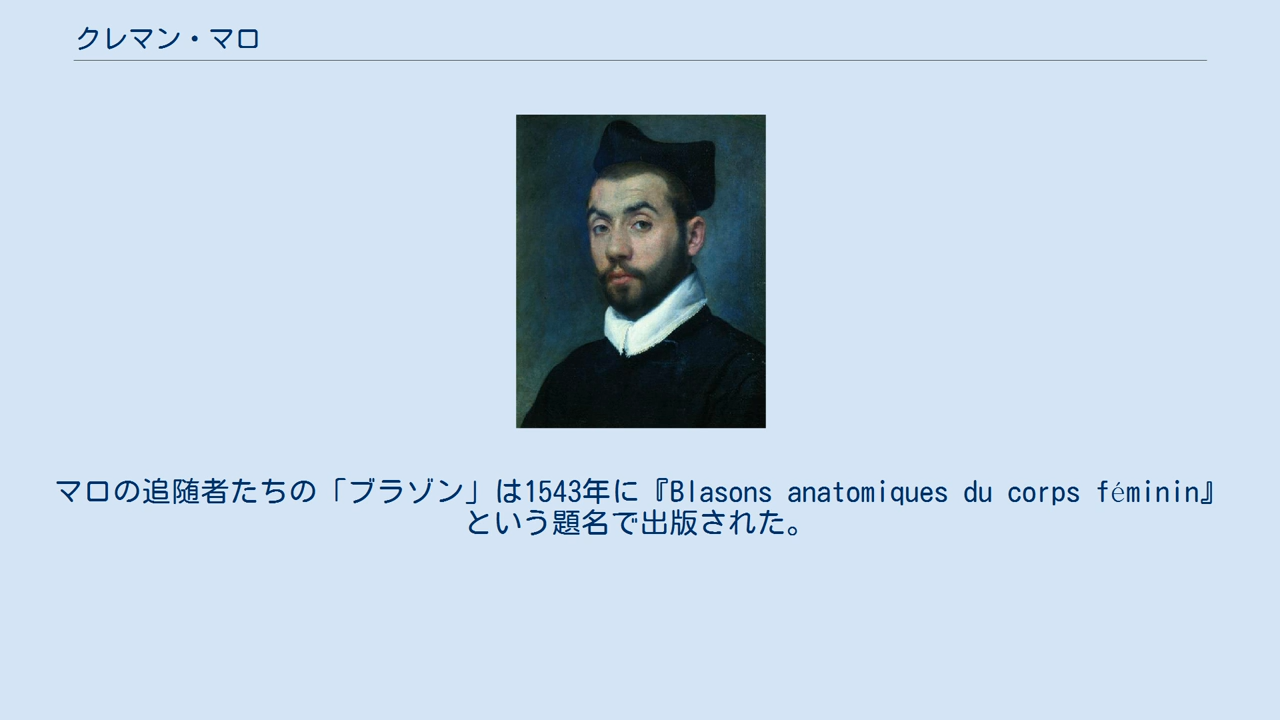 クレマン・マロ
マロの追随者たちの「ブラゾン」は1543年に『Blasons anatomiques du corps féminin』
という題名で出版された。